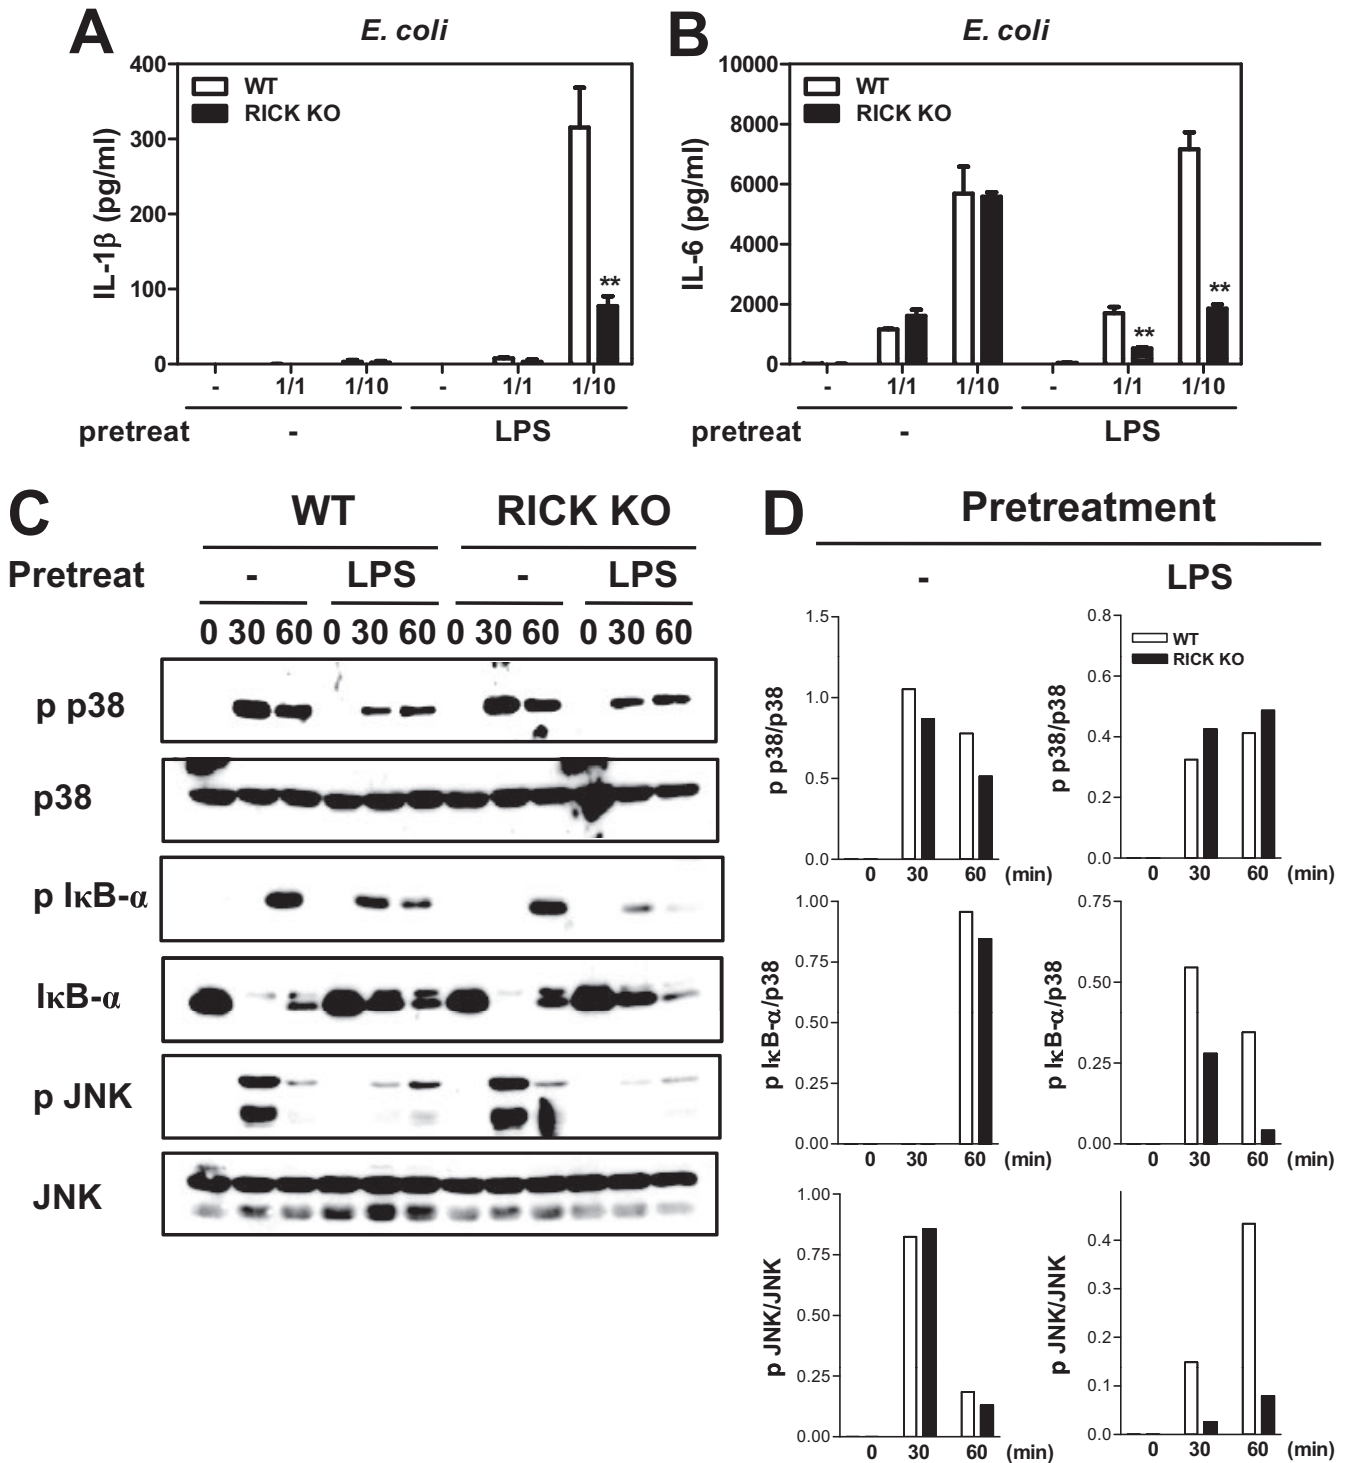 A
E. coli
400
300
200
100
0
IL-1β (pg/ml)
WT
RICK KO
**
- 1/1 1/10 - 1/1 1/10
pretreat - LPS
B
E. coli
10000
8000
6000
4000
2000
0
IL-6 (pg/ml)
WT
RICK KO
** **
- 1/1 1/10 - 1/1 1/10
pretreat - LPS
C
WT RICK KO
Pretreat - LPS - LPS
0 30 60 0 30 60 0 30 60 0 30 60
p p38
p38
p IκB-α
IκB-α
p JNK
JNK
D
Pretreatment
- LPS
p p38/p38
1.5
1.0
0.5
0.0
0 30 60 (min)
p p38/p38
0.8
0.6
0.4
0.2
0.0
WT
RICK KO
0 30 60 (min)
p IκB-α/p38
1.00
0.75
0.50
0.25
0.00
0 30 60 (min)
p IκB-α/p38
0.75
0.50
0.25
0.00
0 30 60 (min)
p JNK/JNK
1.00
0.75
0.50
0.25
0.00
0 30 60 (min)
p JNK/JNK
0.4
0.3
0.2
0.1
0.0
0 30 60 (min)